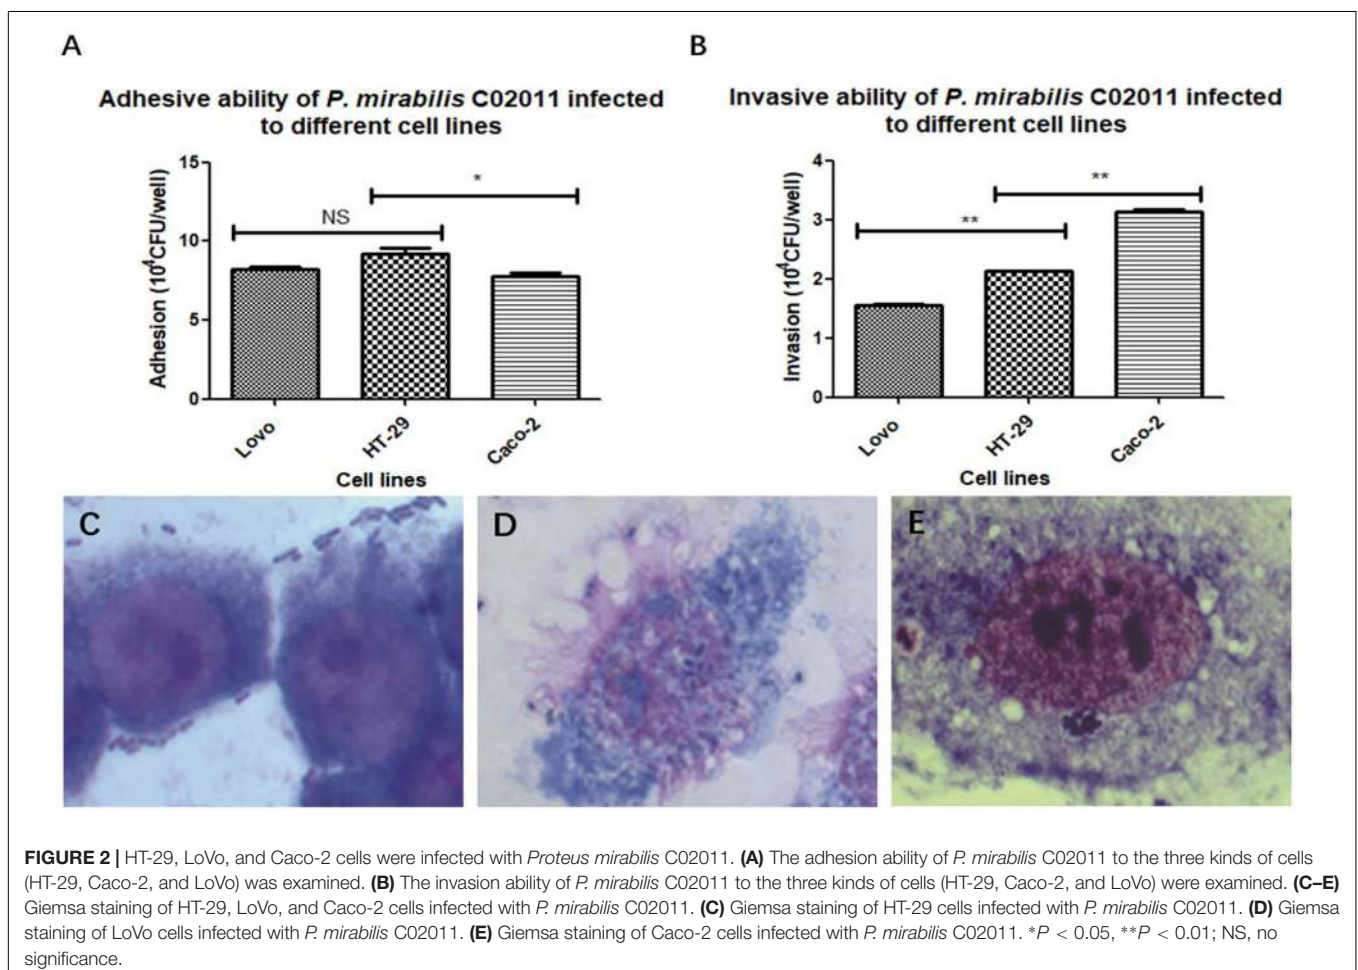 A
Adhesive ability of P. mirabilis C02011 infected
to different cell lines
Adhesion (10⁴CFU/well)
15
10
5
0
NS
*
Lovo
HT-29
Caco-2
Cell lines
B
Invasive ability of P. mirabilis C02011 infected
to different cell lines
Invasion (10⁴CFU/well)
4
3
2
1
0
**
**
Lovo
HT-29
Caco-2
Cell lines
C
D
E
FIGURE 2 | HT-29, LoVo, and Caco-2 cells were infected with Proteus mirabilis C02011. (A) The adhesion ability of P. mirabilis C02011 to the three kinds of cells
(HT-29, Caco-2, and LoVo) was examined. (B) The invasion ability of P. mirabilis C02011 to the three kinds of cells (HT-29, Caco-2, and LoVo) were examined. (C–E)
Giemsa staining of HT-29, LoVo, and Caco-2 cells infected with P. mirabilis C02011. (C) Giemsa staining of HT-29 cells infected with P. mirabilis C02011. (D) Giemsa
staining of LoVo cells infected with P. mirabilis C02011. (E) Giemsa staining of Caco-2 cells infected with P. mirabilis C02011. *P < 0.05, **P < 0.01; NS, no
significance.